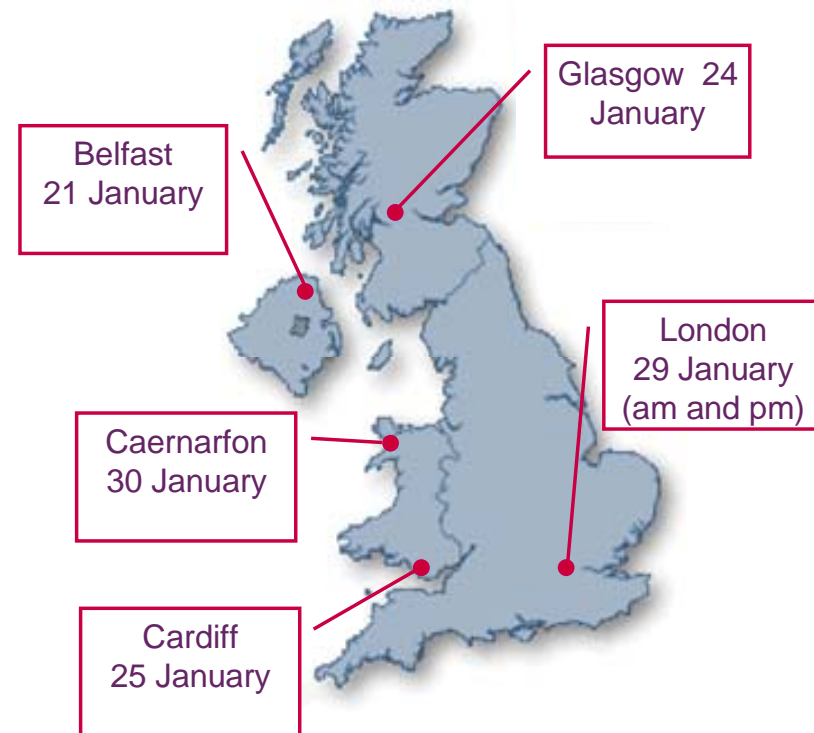 Glasgow 24
January
Belfast
21 January
London
29 January
(am and pm)
Caernarfon
30 January
Cardiff
25 January